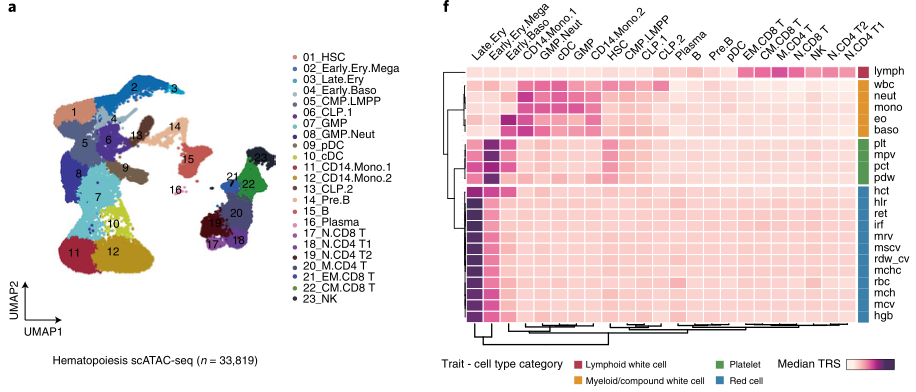 a
1
2
3
4
5
6
13
14
15
9
8
7
16
10
11
12
23
21
22
20
19
17
18
UMAP2
UMAP1
Hematopoiesis scATAC-seq (n = 33,819)
01_HSC
02_Early.Ery.Mega
03_Late.Ery
04_Early.Baso
05_CMP.LMPP
06_CLP.1
07_GMP
08_GMP.Neut
09_pDC
10_cDC
11_CD14.Mono.1
12_CD14.Mono.2
13_CLP.2
14_Pre.B
15_B
16_Plasma
17_N.CD8 T
18_N.CD4 T1
19_N.CD4 T2
20_M.CD4 T
21_EM.CD8 T
22_CM.CD8 T
23_NK
f
Late.Ery
Early.Ery.Mega
Early.Baso
CD14.Mono.1
GMP.Neut
cDC
GMP
CD14.Mono.2
HSC
CMP.LMPP
CLP.1
CLP.2
Plasma
B
Pre.B
pDC
EM.CD8 T
CM.CD8 T
M.CD4 T
N.CD8 T
NK
N.CD4 T2
N.CD4 T1
lymph
wbc
neut
mono
eo
baso
plt
mpv
pct
pdw
hct
hlr
ret
irf
mrv
mscv
rdw_cv
mchc
rbc
mch
mcv
hgb
Trait - cell type category
Lymphoid white cell
Myeloid/compound white cell
Platelet
Red cell
Median TRS